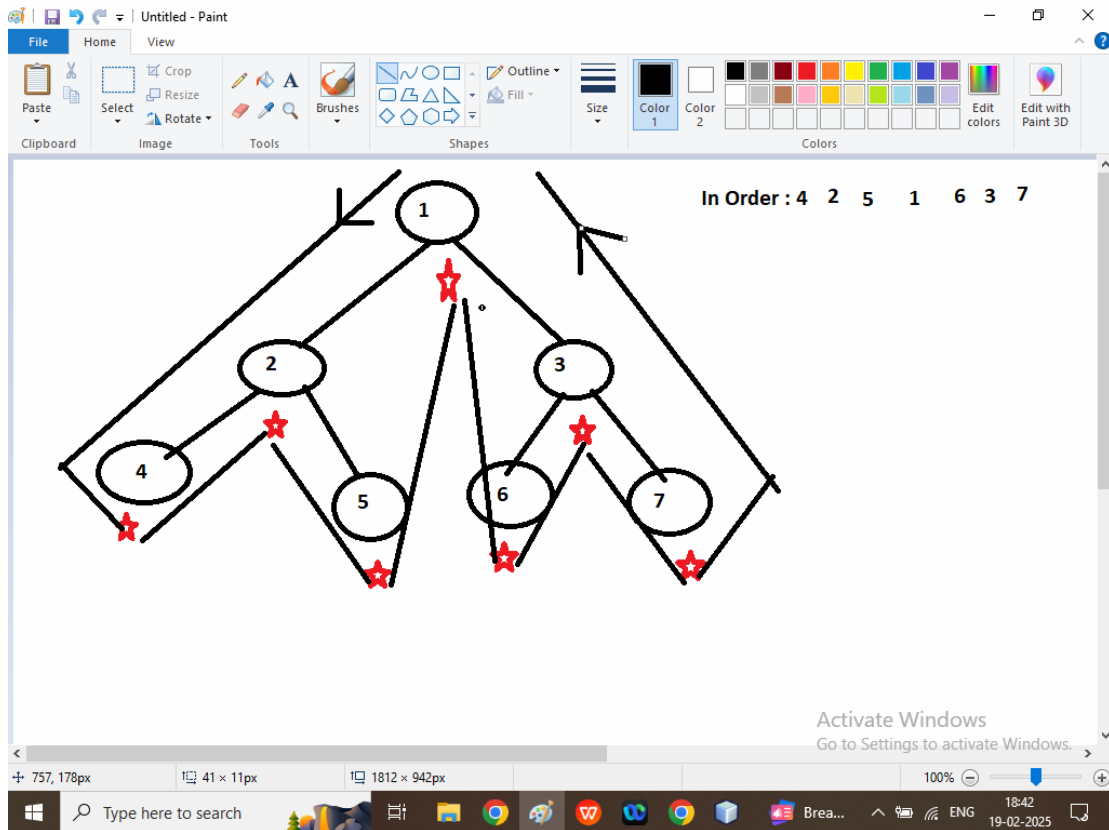 Untitled - Paint
File Home View
Paste
Select
Crop
Resize
Rotate
Brushes
Outline
Fill
Size
Color 1
Color 2
Edit colors
Edit with Paint 3D
Clipboard Image Tools Shapes Colors
In Order : 4 2 5 1 6 3 7
1
2 3
4 5 6 7
Activate Windows
Go to Settings to activate Windows.
757, 178px 41 × 11px 1812 × 942px 100%
Type here to search Brea... ENG 18:42
19-02-2025